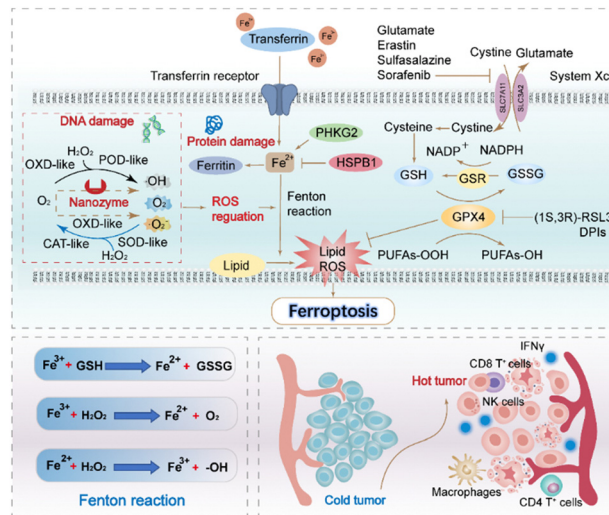 Fe³⁺
Transferrin
Fe³⁺
Fe³⁺
Transferrin receptor
Glutamate
Erastin
Sulfasalazine
Sorafenib
Cystine
Glutamate
System Xc
SLC7A11
SLC3A2
DNA damage
H₂O₂
OXD-like
POD-like
·OH
O₂
Nanozyme
O₂
OXD-like
O₂⁻
CAT-like
SOD-like
H₂O₂
Protein damage
PHKG2
Ferritin
Fe²⁺
HSPB1
ROS
reguation
Fenton
reaction
Lipid
Lipid
ROS
Cysteine
Cystine
NADP⁺
NADPH
GSH
GSR
GSSG
GPX4
(1S,3R)-RSL3
DPIs
PUFAs-OOH
PUFAs-OH
Ferroptosis
Fe³⁺ + GSH Fe²⁺ + GSSG
Fe³⁺ + H₂O₂ Fe²⁺ + O₂
Fe²⁺ + H₂O₂ Fe³⁺ + -OH
Fenton reaction
Cold tumor
Hot tumor
IFNγ
CD8 T⁺ cells
NK cells
Macrophages
CD4 T⁺ cells